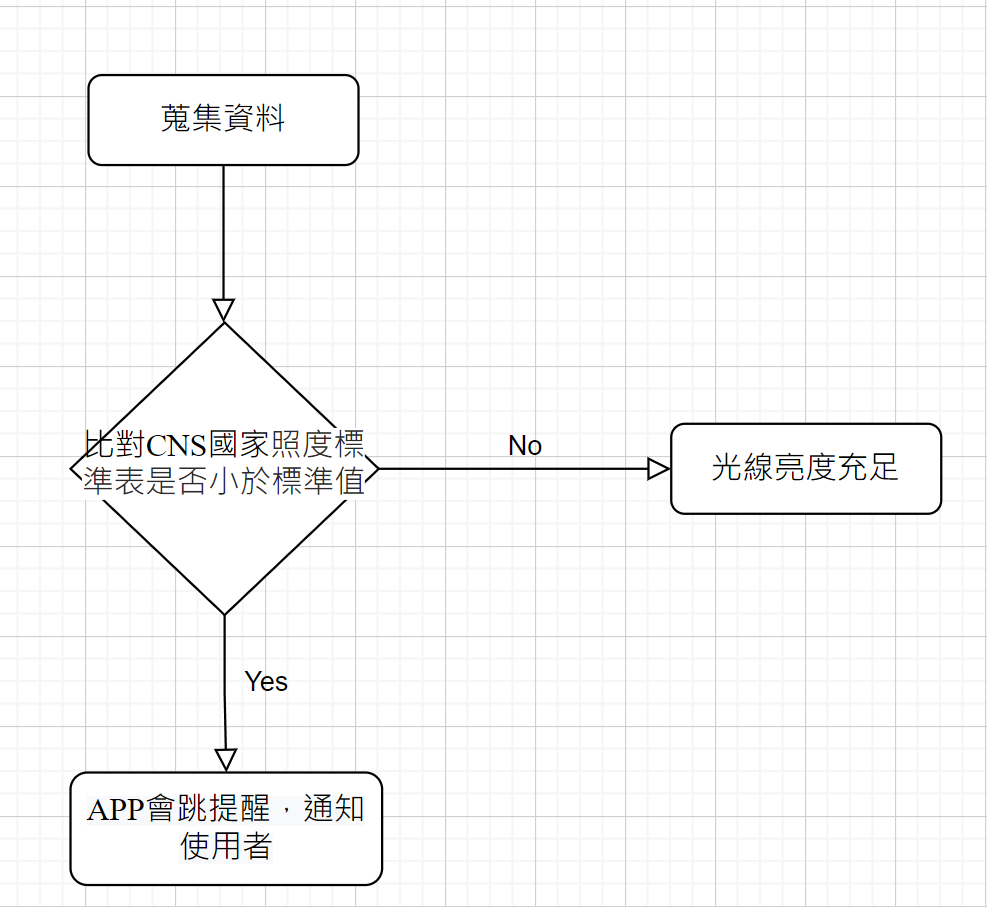 蒐集資料
比對CNS國家照度標
準表是否小於標準值
No
光線亮度充足
Yes
APP會跳提醒，通知
使用者